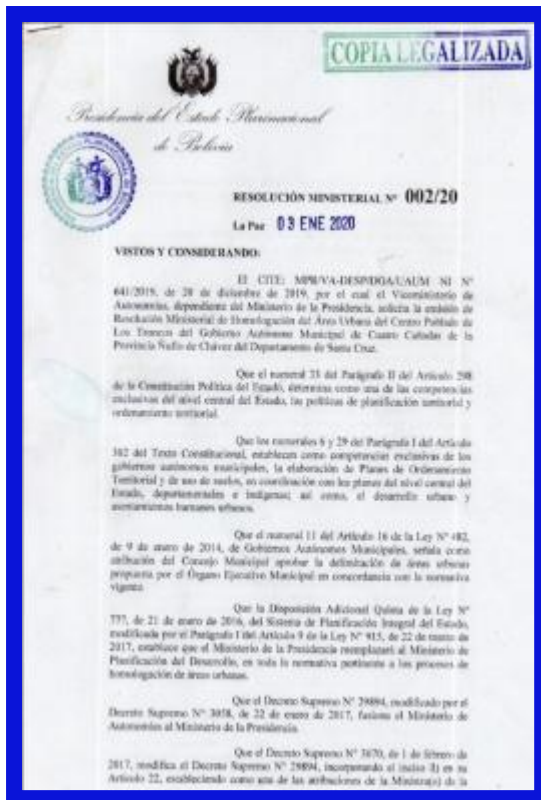 COPIA LEGALIZADA
Presidencia del Estado Plurinacional
de Bolivia
RESOLUCIÓN MINISTERIAL Nº 002/20
La Paz 03 ENE 2020
VISTOS Y CONSIDERANDO:
El CITE: MPR/VA-DESP/DGA/UAUM NI Nº
641/2019, de 20 de diciembre de 2019, por el cual el Viceministerio de
Autonomías, dependiente del Ministerio de la Presidencia, solicita la emisión de
Resolución Ministerial de Homologación del Área Urbana del Centro Poblado de
Los Troncos del Gobierno Autónomo Municipal de Cuatro Cañadas de la
Provincia Ñuflo de Chávez del Departamento de Santa Cruz.
Que el numeral 33 del Parágrafo II del Artículo 298
de la Constitución Política del Estado, determina como una de las competencias
exclusivas del nivel central del Estado, las políticas de planificación territorial y
ordenamiento territorial.
Que los numerales 6 y 29 del Parágrafo I del Artículo
302 del Texto Constitucional, establecen como competencias exclusivas de los
gobiernos autónomos municipales, la elaboración de Planes de Ordenamiento
Territorial y de uso de suelos, en coordinación con los planes del nivel central del
Estado, departamentales e indígenas; así como, el desarrollo urbano y
asentamientos humanos urbanos.
Que el numeral 11 del Artículo 16 de la Ley Nº 482,
de 9 de enero de 2014, de Gobiernos Autónomos Municipales, señala como
atribución del Concejo Municipal aprobar la delimitación de áreas urbanas
propuesta por el Órgano Ejecutivo Municipal en concordancia con la normativa
vigente.
Que la Disposición Adicional Quinta de la Ley Nº
777, de 21 de enero de 2016, del Sistema de Planificación Integral del Estado,
modificada por el Parágrafo I del Artículo 9 de la Ley Nº 915, de 22 de marzo de
2017, establece que el Ministerio de la Presidencia reemplazará al Ministerio de
Planificación del Desarrollo, en toda la normativa pertinente a los procesos de
homologación de áreas urbanas.
Que el Decreto Supremo Nº 29894, modificado por el
Decreto Supremo Nº 3058, de 22 de enero de 2017, fusiona el Ministerio de
Autonomías al Ministerio de la Presidencia.
Que el Decreto Supremo Nº 3070, de 1 de febrero de
2017, modifica el Decreto Supremo Nº 29894, incorporando el inciso ll) en su
Artículo 22, estableciendo como una de las atribuciones de la Ministra(o) de la